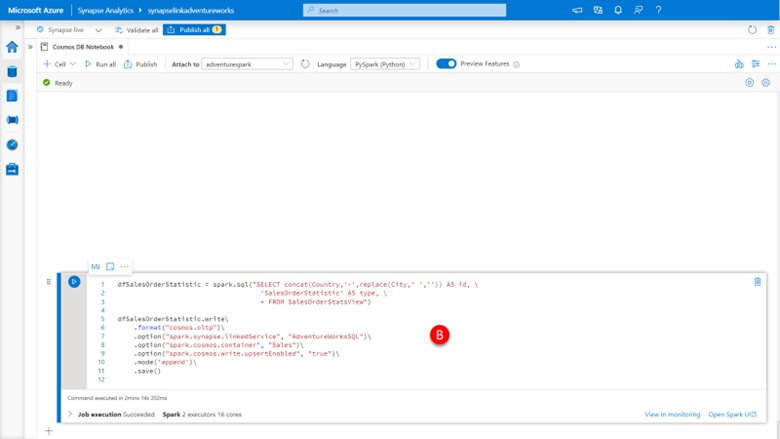 Microsoft Azure
Synapse Analytics
synapselinkadventureworks
Search
Synapse live
Validate all
Publish all
1
Cosmos DB Notebook
Cell
Run all
Publish
Attach to
adventurespark
Language
PySpark (Python)
Preview Features
Ready
M↓
1 dfSalesOrderStatistic = spark.sql("SELECT concat(Country,'-',replace(City,' ','')) AS id, \
2 'SalesOrderStatistic' AS type, \
3 * FROM SalesOrderStatsView")
4
5 dfSalesOrderStatistic.write\
6 .format("cosmos.oltp")\
7 .option("spark.synapse.linkedService", "AdventureWorksSQL")\
8 .option("spark.cosmos.container", "Sales")\
9 .option("spark.cosmos.write.upsertEnabled", "true")\
10 .mode('append')\
11 .save()
12
B
Command executed in 2mins 14s 202ms
Job execution Succeeded Spark 2 executors 16 cores
View in monitoring
Open Spark UI